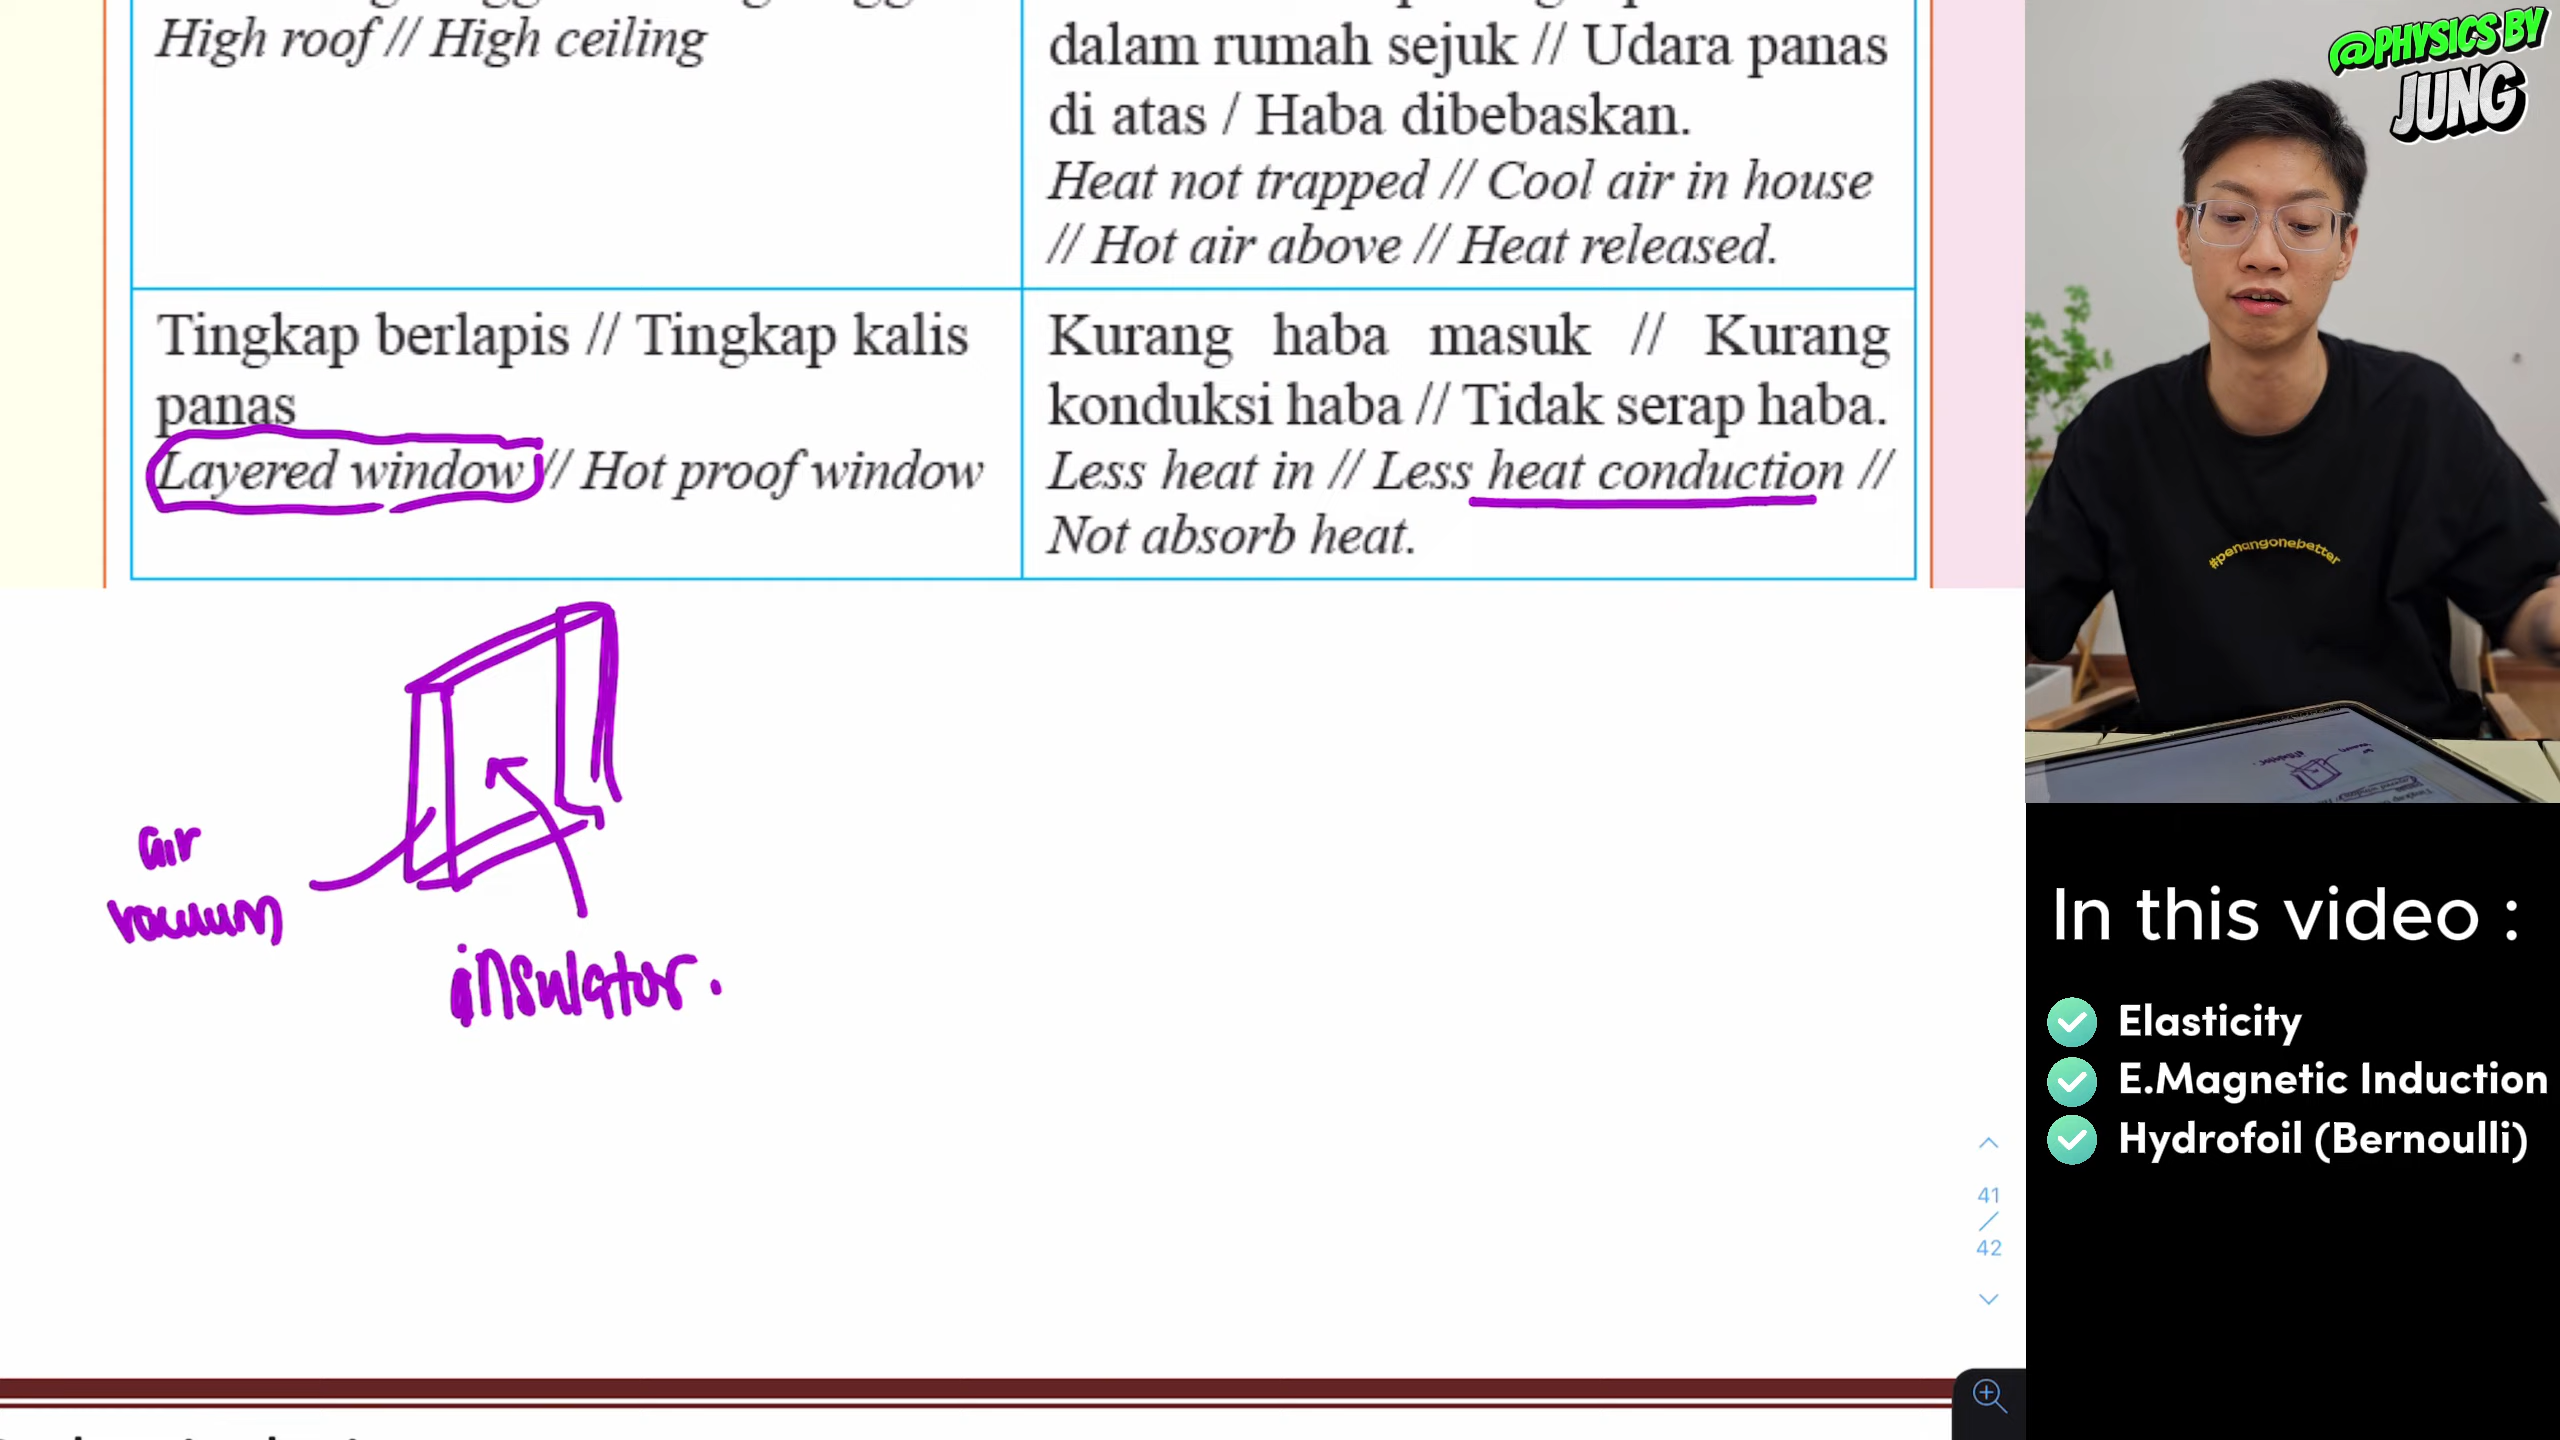 High roof // High ceiling
dalam rumah sejuk // Udara panas
di atas / Haba dibebaskan.
Heat not trapped // Cool air in house
// Hot air above // Heat released.
Tingkap berlapis // Tingkap kalis
panas
Layered window // Hot proof window
Kurang haba masuk // Kurang
konduksi haba // Tidak serap haba.
Less heat in // Less heat conduction //
Not absorb heat.
air
vacuum
insulator.
41
/
42
@PHYSICS BY
JUNG
#penangonebetter
In this video :
Elasticity
E.Magnetic Induction
Hydrofoil (Bernoulli)